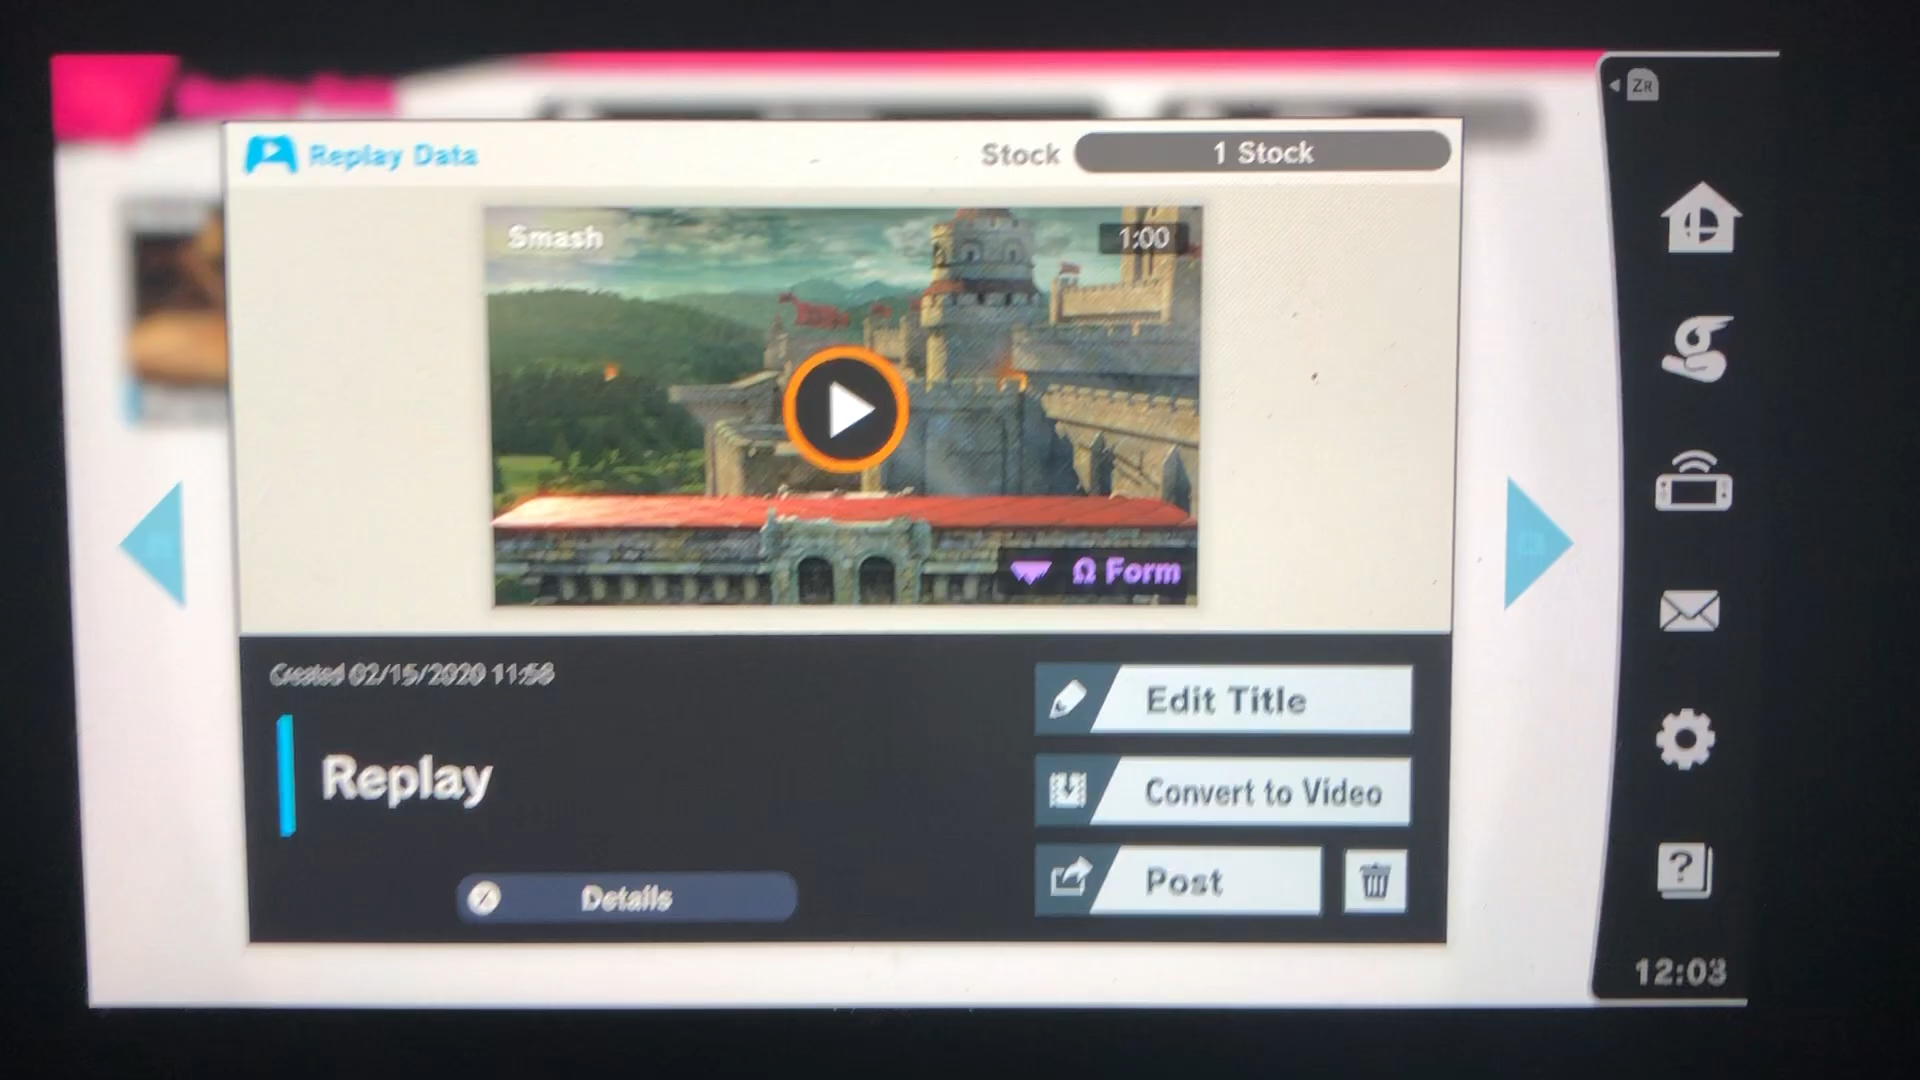 ZR
Replay Data
Stock
1 Stock
Smash
1:00
Ω Form
Created 02/15/2020 11:58
Edit Title
Replay
Convert to Video
Details
Post
?
12:03